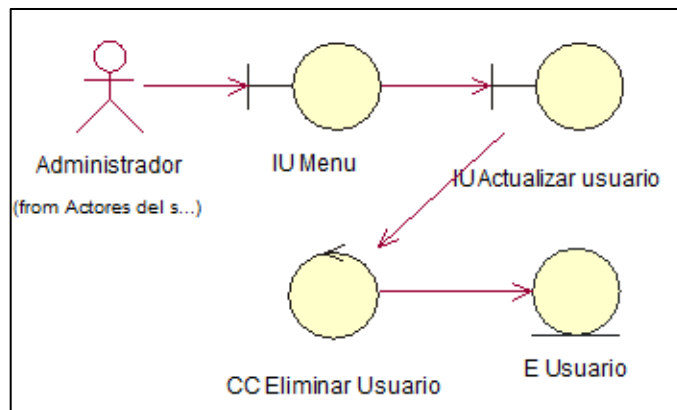 Administrador
(from Actores del s...)
IU Menu
IU Actualizar usuario
CC Eliminar Usuario
E Usuario